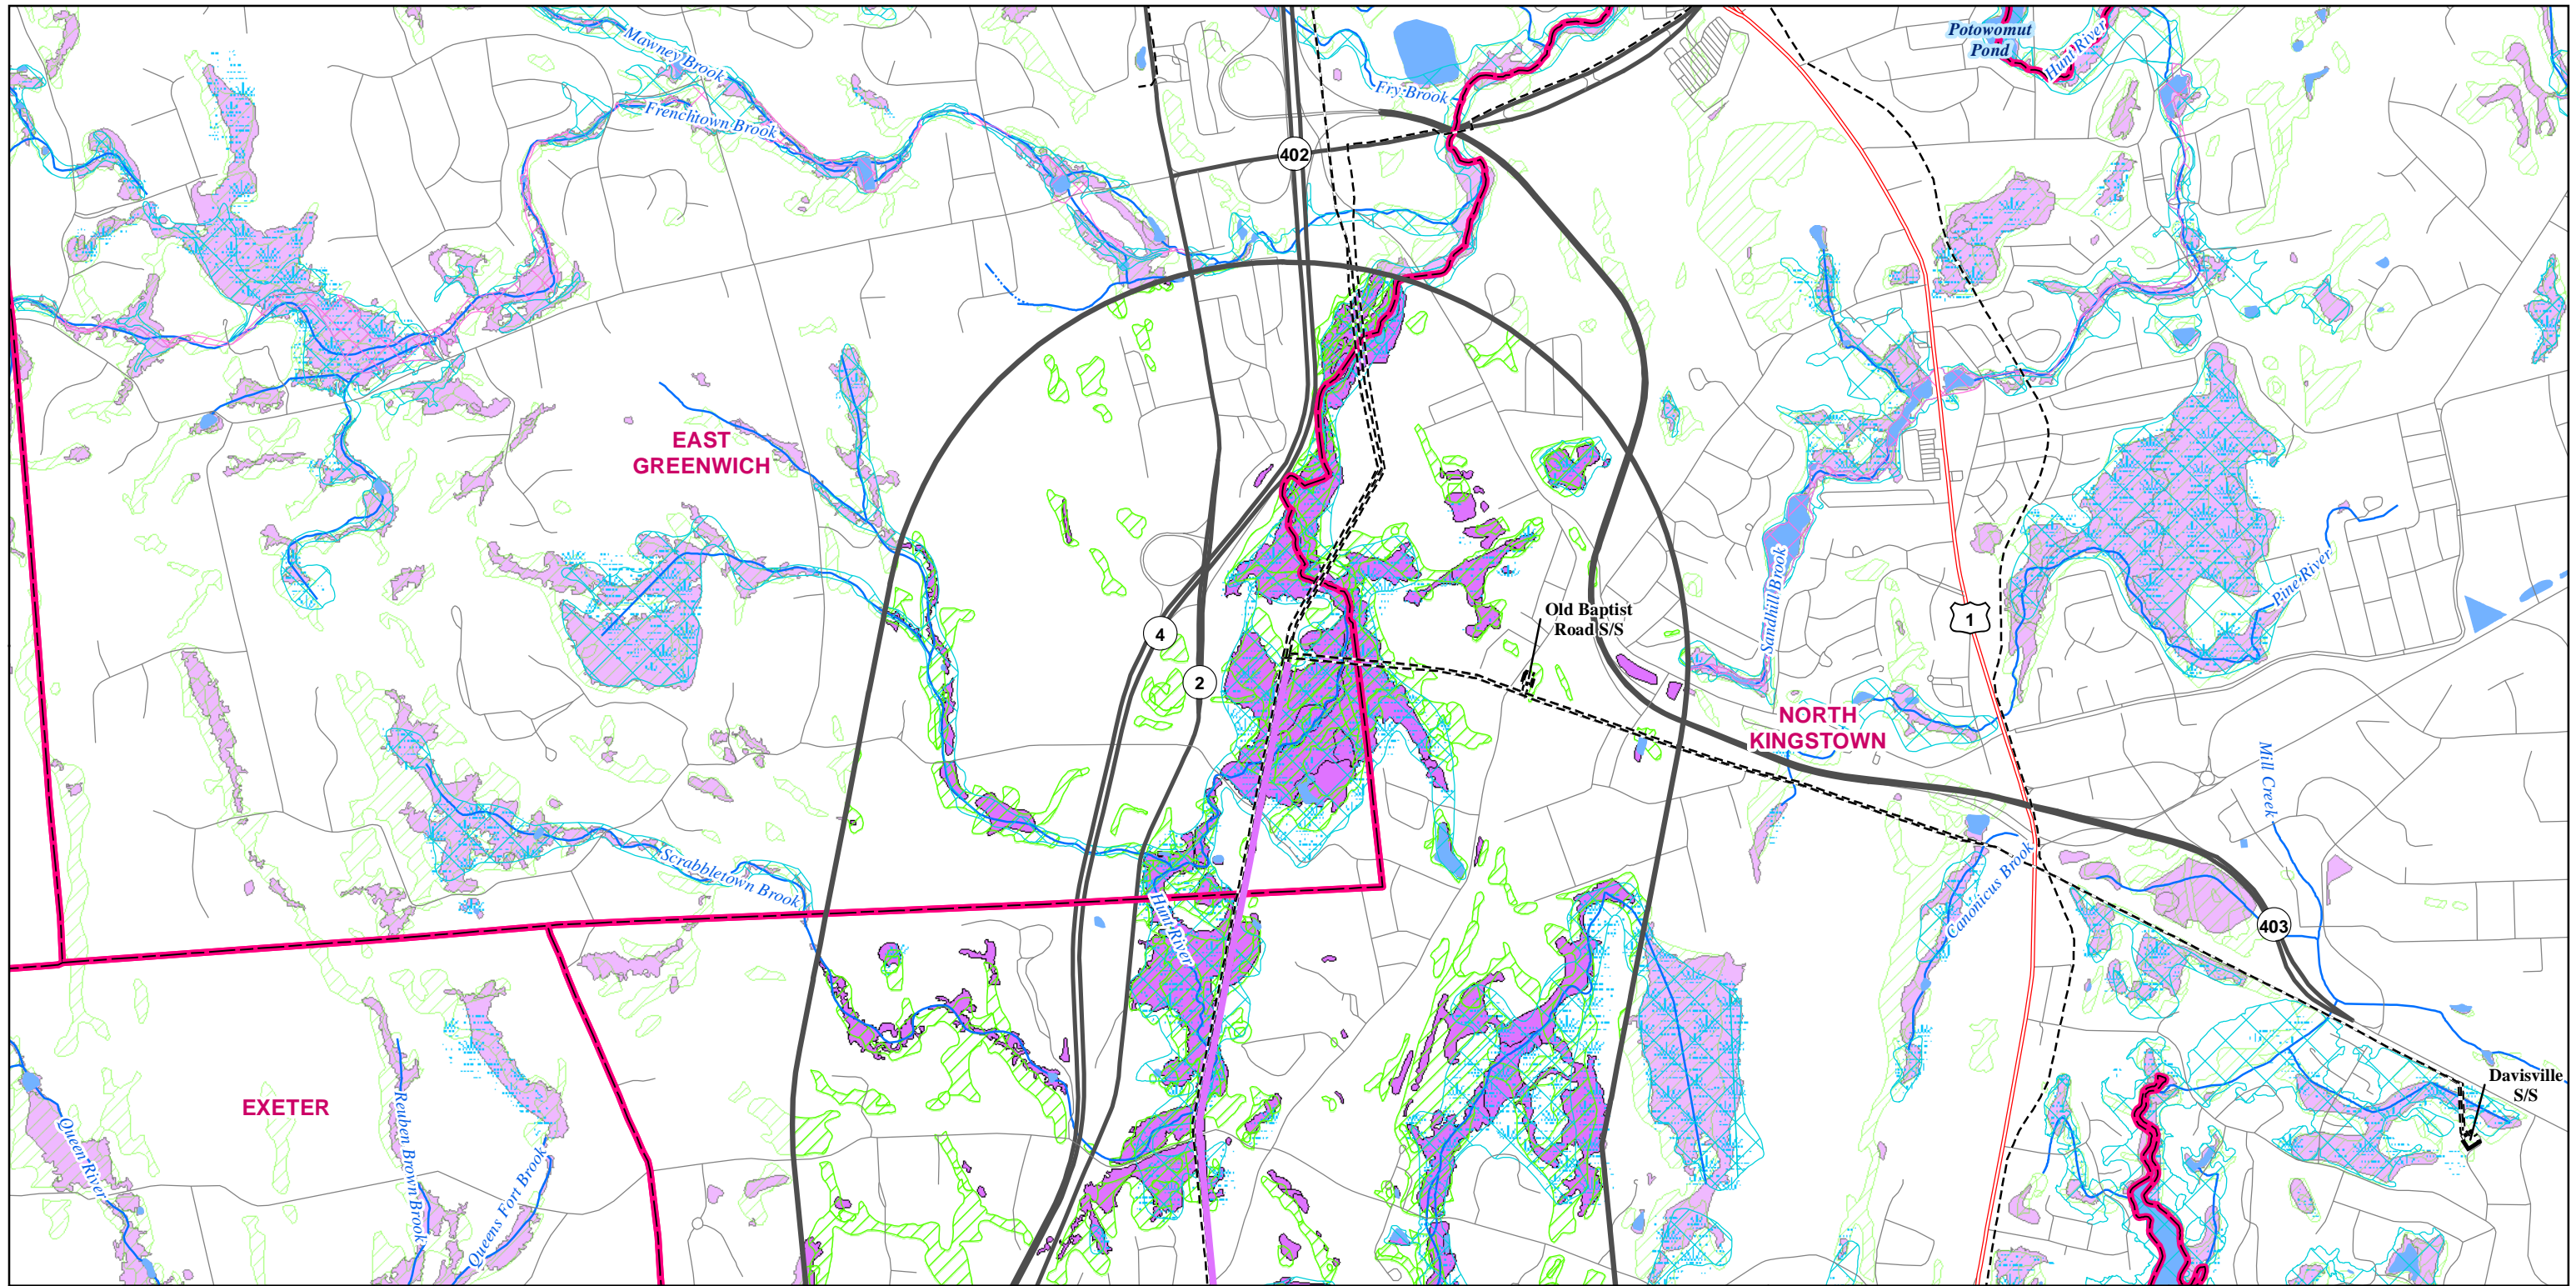 Mawney Brook
Frenchtown Brook
Fry Brook
Potowomut
Pond
Hunt River
402
EAST
GREENWICH
Sandhill Brook
Pine River
Old Baptist
Road S/S
4
2
1
NORTH
KINGSTOWN
Mill Creek
Scrabbletown Brook
Hunt River
Canonicus Brook
403
EXETER
Queen River
Reuben Brown Brook
Queens Fort Brook
Davisville
S/S